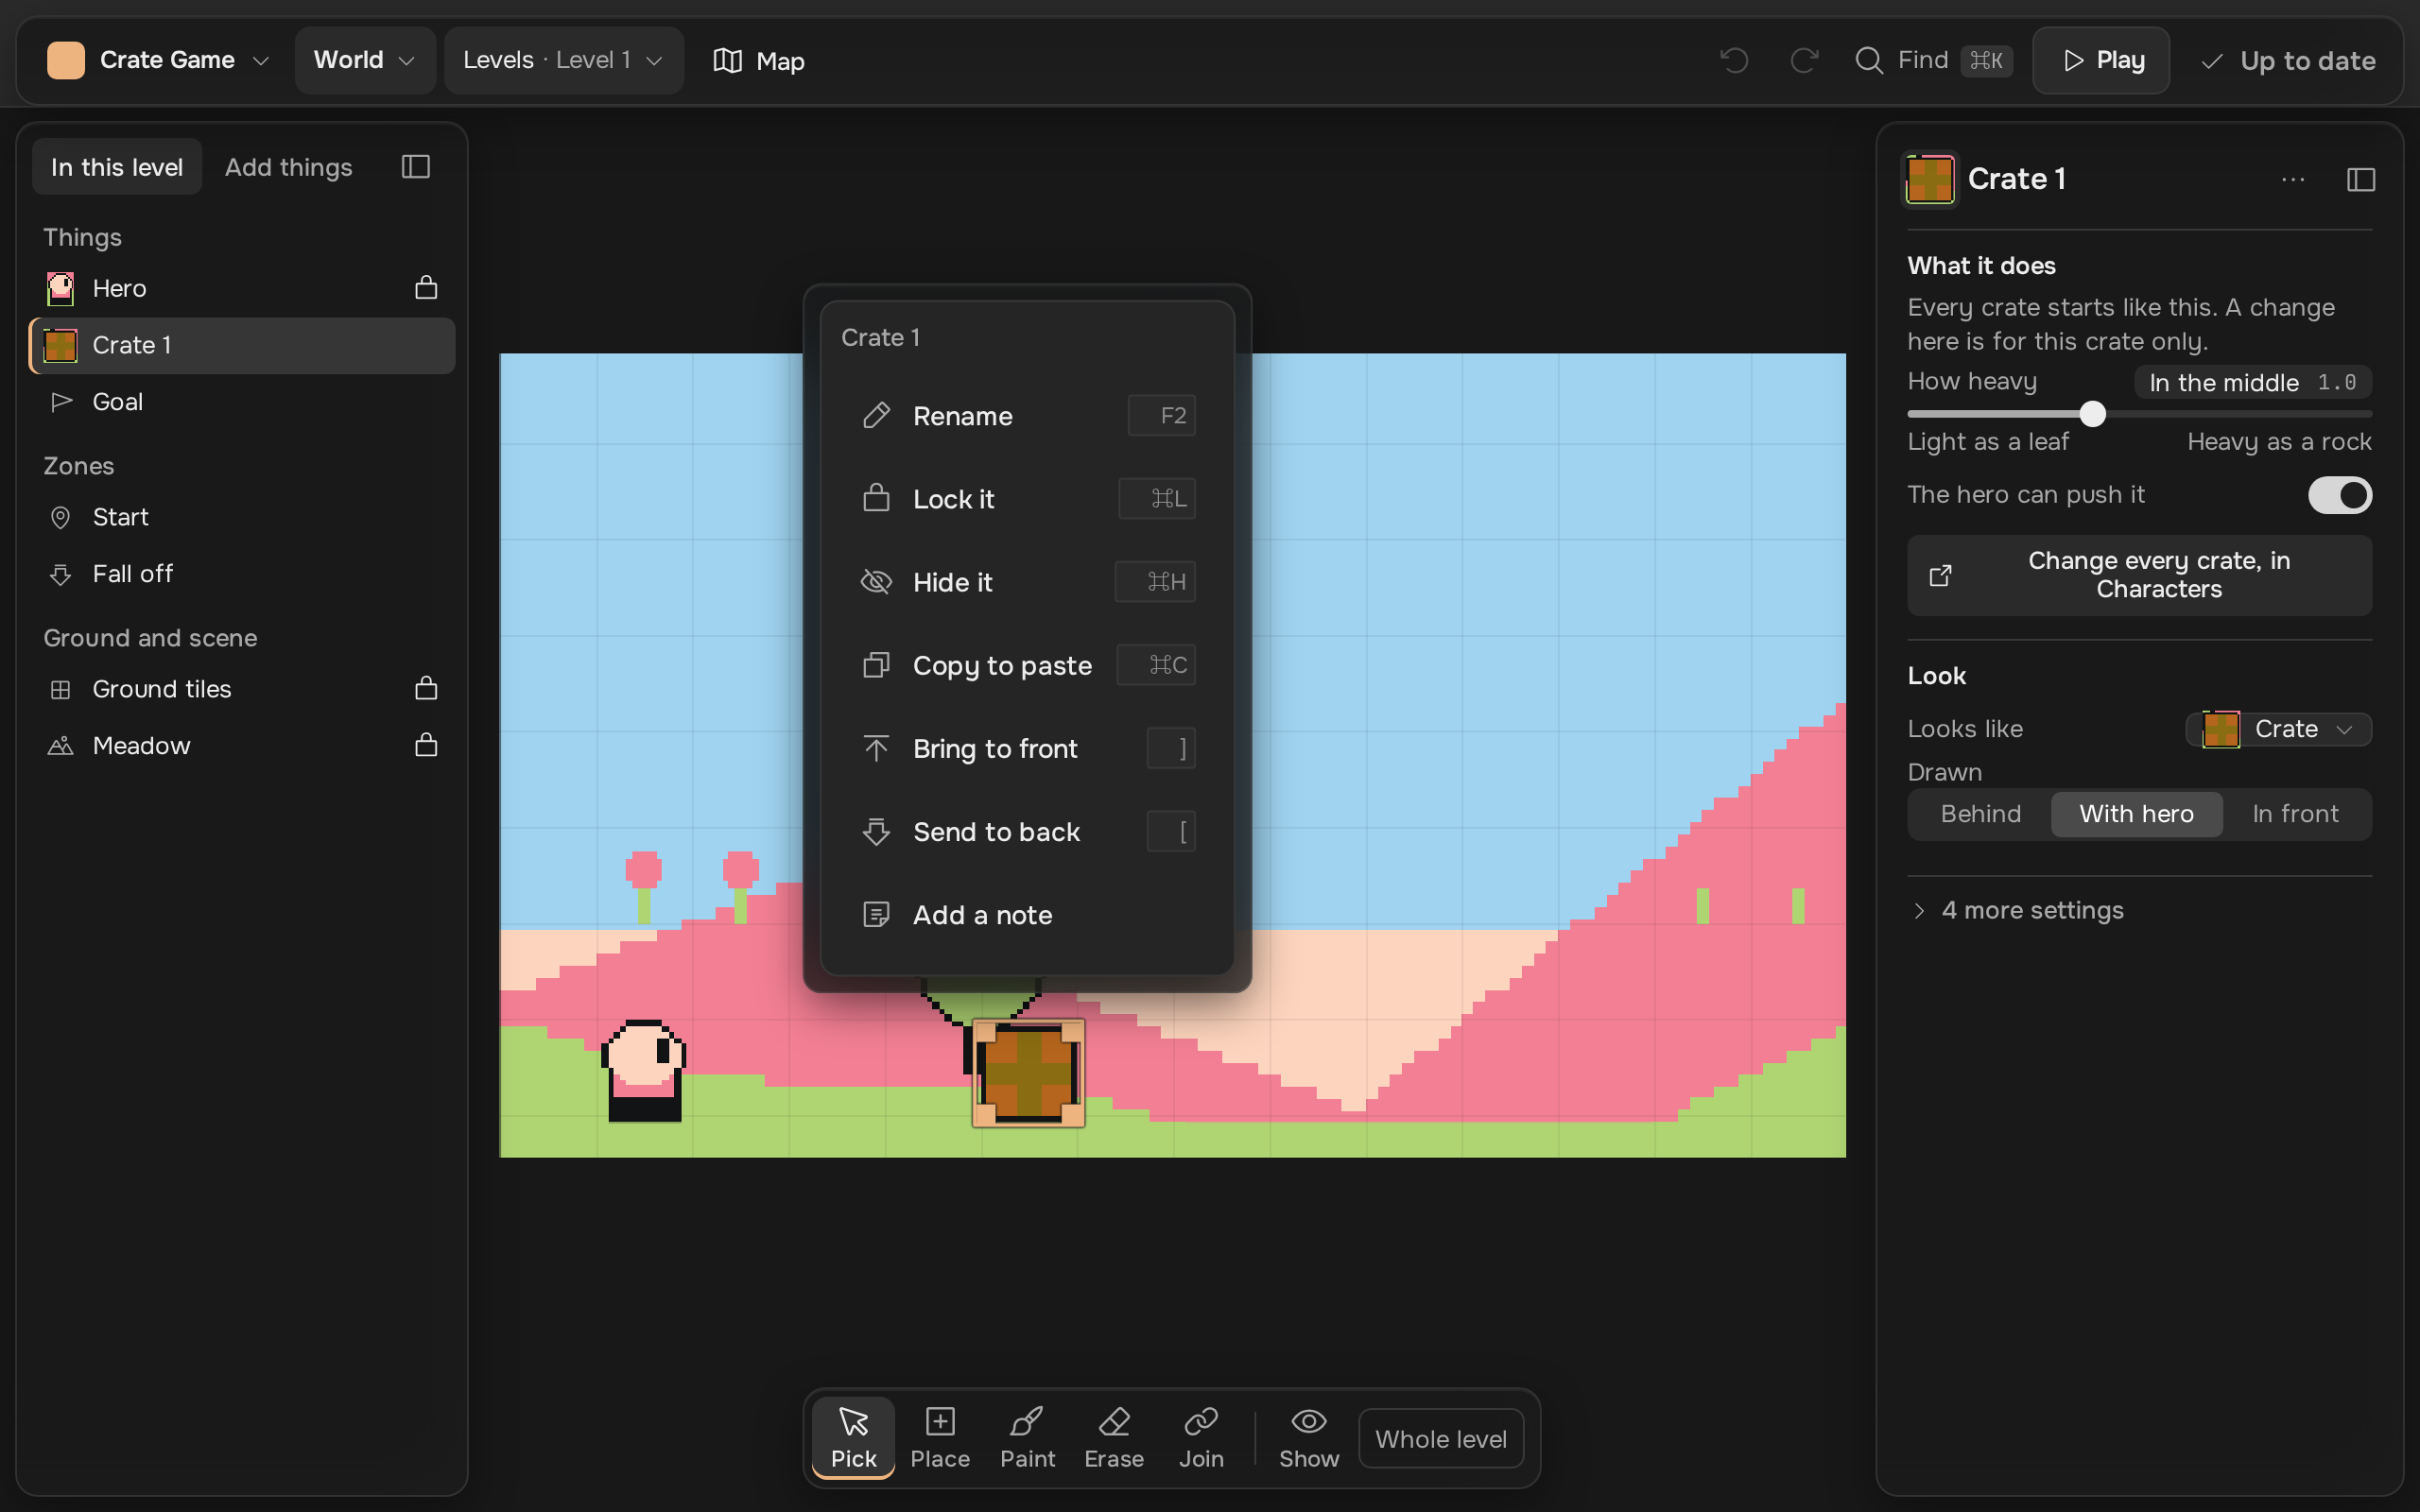 Crate Game
World
Levels · Level 1
Map
Find ⌘K
Play
Up to date
In this level
Add things
Things
Hero
Crate 1
Goal
Zones
Start
Fall off
Ground and scene
Ground tiles
Meadow
Crate 1
Rename F2
Lock it ⌘L
Hide it ⌘H
Copy to paste ⌘C
Bring to front ]
Send to back [
Add a note
Pick
Place
Paint
Erase
Join
Show
Whole level
Crate 1
What it does
Every crate starts like this. A change
here is for this crate only.
How heavy
In the middle 1.0
Light as a leaf
Heavy as a rock
The hero can push it
Change every crate, in
Characters
Look
Looks like
Crate
Drawn
Behind
With hero
In front
4 more settings